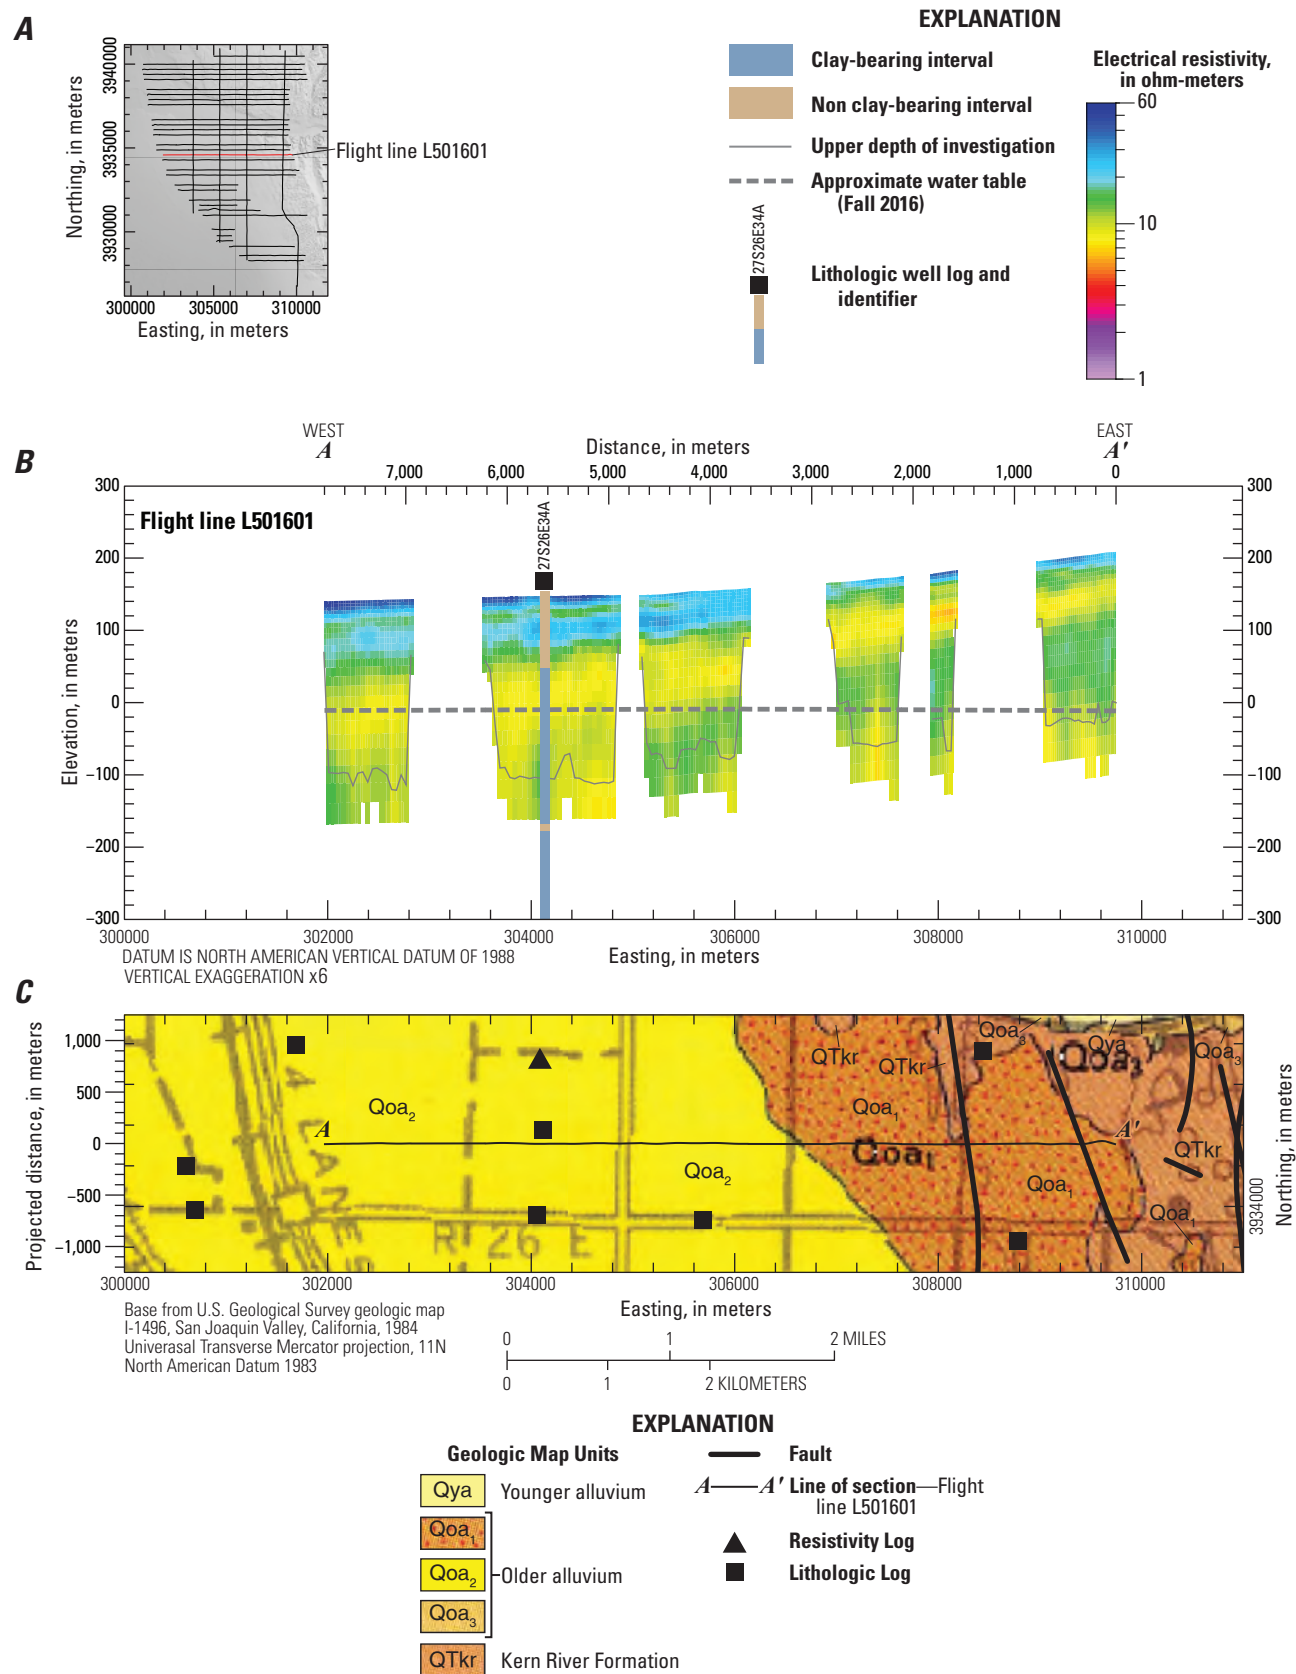 A
3940000
3935000
3930000
Northing, in meters
300000 305000 310000
Easting, in meters
Flight line L501601
EXPLANATION
Clay-bearing interval
Non clay-bearing interval
Upper depth of investigation
Approximate water table
(Fall 2016)
27S26E34A
Lithologic well log and
identifier
Electrical resistivity,
in ohm-meters
60
10
1
B
WEST
A
Distance, in meters
EAST
A'
7,000 6,000 5,000 4,000 3,000 2,000 1,000 0
Flight line L501601
27S26E34A
Elevation, in meters
300 300
200 200
100 100
0 0
−100 −100
−200 −200
−300 −300
300000 302000 304000 306000 308000 310000
Easting, in meters
DATUM IS NORTH AMERICAN VERTICAL DATUM OF 1988
VERTICAL EXAGGERATION x6
C
Projected distance, in meters
1,000
500
0
−500
−1,000
Qoa2
A
Qoa2
R 26 E
QTkr
QTkr
Qoa1
Qoa1
Qoa3
Qya
Qoa3
A'
QTkr
Qoa1
Qoa1
3934000
Northing, in meters
300000 302000 304000 306000 308000 310000
Easting, in meters
Base from U.S. Geological Survey geologic map
I-1496, San Joaquin Valley, California, 1984
Univerasal Transverse Mercator projection, 11N
North American Datum 1983
0 1 2 MILES
0 1 2 KILOMETERS
EXPLANATION
Geologic Map Units
Qya Younger alluvium
Qoa1
Qoa2 Older alluvium
Qoa3
QTkr Kern River Formation
Fault
A A' Line of section—Flight
line L501601
Resistivity Log
Lithologic Log